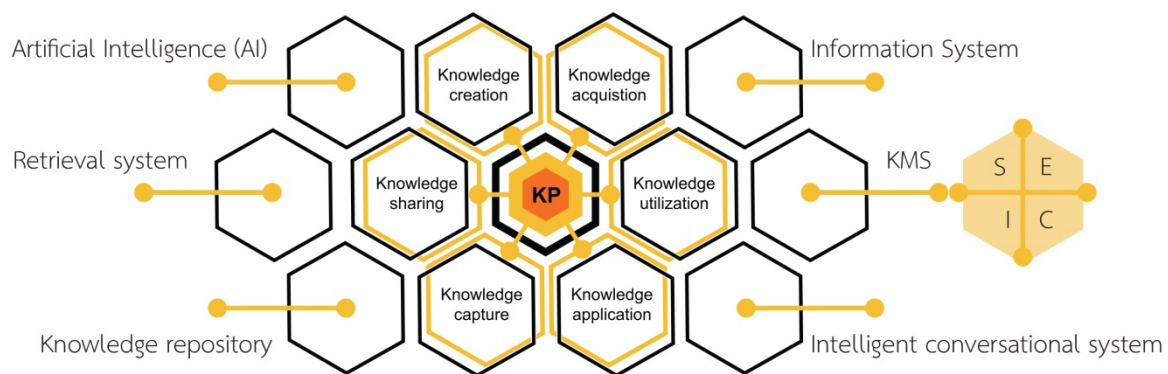 Artificial Intelligence (AI)
Knowledge
creation
Knowledge
acquistion
Information System
Retrieval system
Knowledge
sharing
KP
Knowledge
utilization
KMS
S E
I C
Knowledge repository
Knowledge
capture
Knowledge
application
Intelligent conversational system